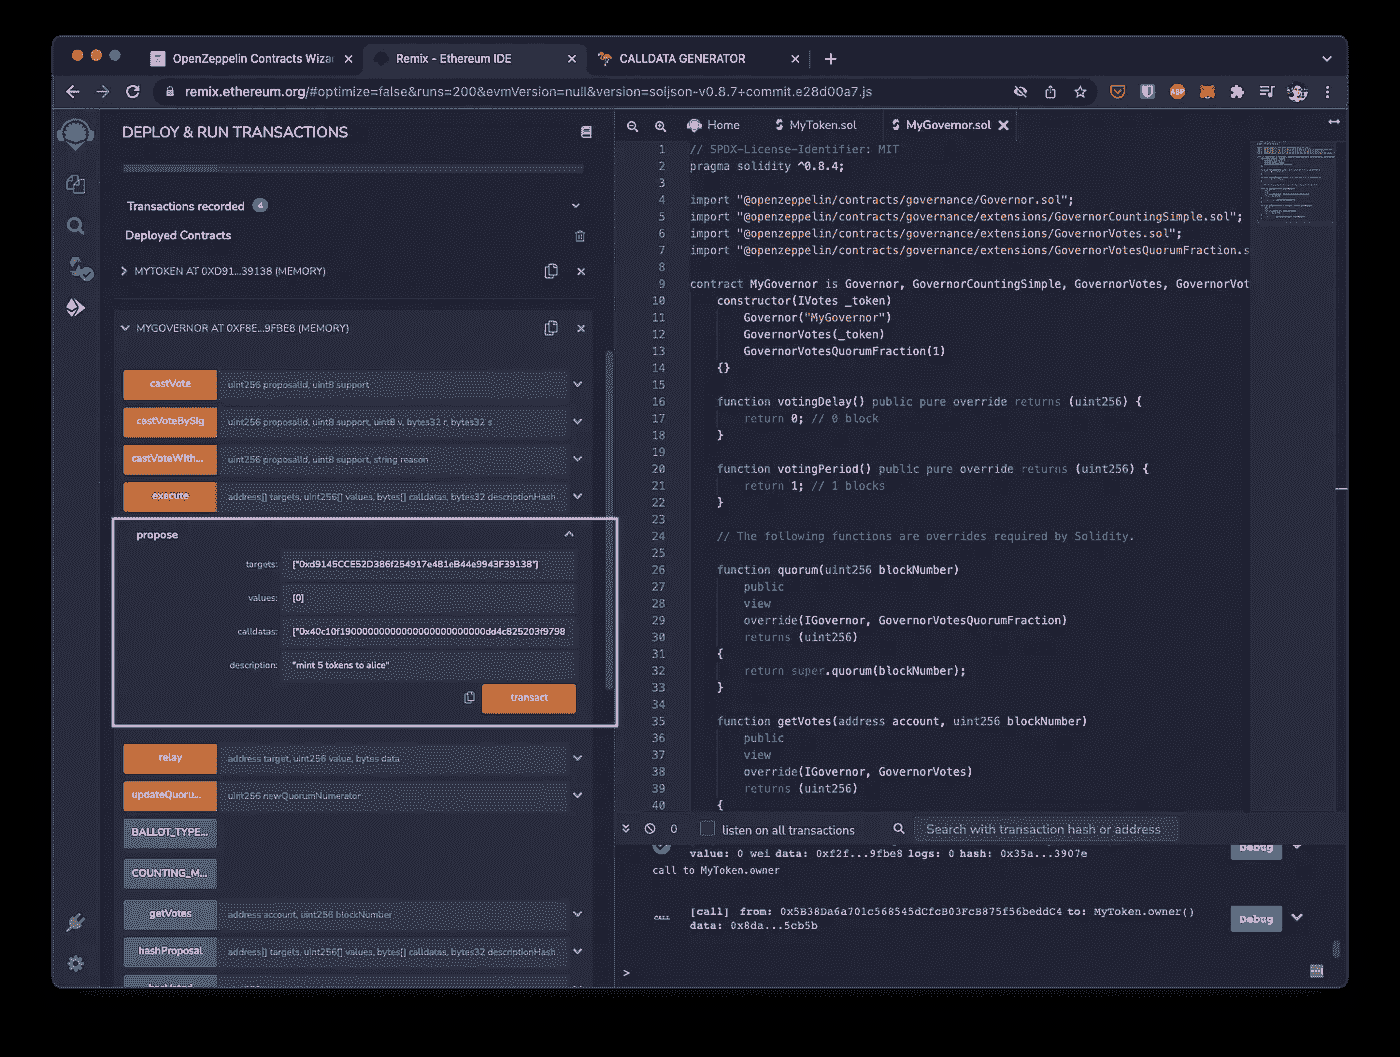 OpenZeppelin Contracts Wiza
Remix - Ethereum IDE
CALLDATA GENERATOR
remix.ethereum.org/#optimize=false&runs=200&evmVersion=null&version=soljson-v0.8.7+commit.e28d00a7.js
DEPLOY & RUN TRANSACTIONS
Transactions recorded 4
Deployed Contracts
MYTOKEN AT 0XD91...39138 (MEMORY)
MYGOVERNOR AT 0XF8E...9FBE8 (MEMORY)
castVote uint256 proposalId, uint8 support
castVoteBySig uint256 proposalId, uint8 support, uint8 v, bytes32 r, bytes32 s
castVoteWith... uint256 proposalId, uint8 support, string reason
execute address[] targets, uint256[] values, bytes[] calldatas, bytes32 descriptionHash
propose
targets: ["0xd9145CCE52D386f254917e481eB44e9943F39138"]
values: [0]
calldatas:
description: "mint 5 tokens to alice"
transact
relay address target, uint256 value, bytes data
updateQuoru... uint256 newQuorumNumerator
BALLOT_TYPE...
COUNTING_M...
getVotes address account, uint256 blockNumber
hashProposal address[] targets, uint256[] values, bytes[] calldatas, bytes32 descriptionHash
Home
MyToken.sol
MyGovernor.sol
1 // SPDX-License-Identifier: MIT
2 pragma solidity ^0.8.4;
3
4 import "@openzeppelin/contracts/governance/Governor.sol";
5 import "@openzeppelin/contracts/governance/extensions/GovernorCountingSimple.sol";
6 import "@openzeppelin/contracts/governance/extensions/GovernorVotes.sol";
7 import "@openzeppelin/contracts/governance/extensions/GovernorVotesQuorumFraction.s
8
9 contract MyGovernor is Governor, GovernorCountingSimple, GovernorVotes, GovernorVot
10 constructor(IVotes _token)
11 Governor("MyGovernor")
12 GovernorVotes(_token)
13 GovernorVotesQuorumFraction(1)
14 {}
15
16 function votingDelay() public pure override returns (uint256) {
17 return 0; // 0 block
18 }
19
20 function votingPeriod() public pure override returns (uint256) {
21 return 1; // 1 blocks
22 }
23
24 // The following functions are overrides required by Solidity.
25
26 function quorum(uint256 blockNumber)
27 public
28 view
29 override(IGovernor, GovernorVotesQuorumFraction)
30 returns (uint256)
31 {
32 return super.quorum(blockNumber);
33 }
34
35 function getVotes(address account, uint256 blockNumber)
36 public
37 view
38 override(IGovernor, GovernorVotes)
39 returns (uint256)
40 {
0 listen on all transactions Search with transaction hash or address
value: 0 wei data: 0xf2f...9fbe8 logs: 0 hash: 0x35a...3907e
Debug
call to MyToken.owner
CALL [call] from: 0x5B38Da6a701c568545dCfcB03FcB875f56beddC4 to: MyToken.owner()
data: 0x8da...5cb5b
Debug
>